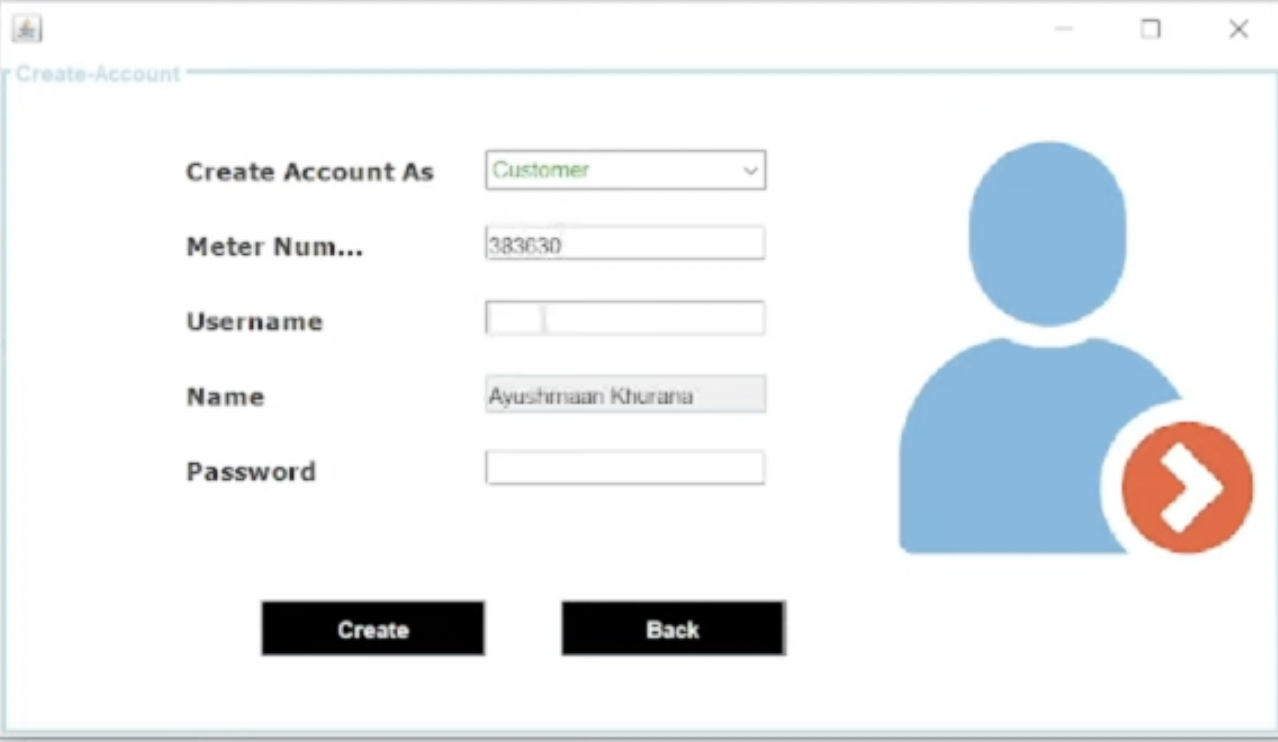 Create-Account
Create Account As Customer
Meter Num... 383630
Username
Name Ayushmaan Khurana
Password
Create Back